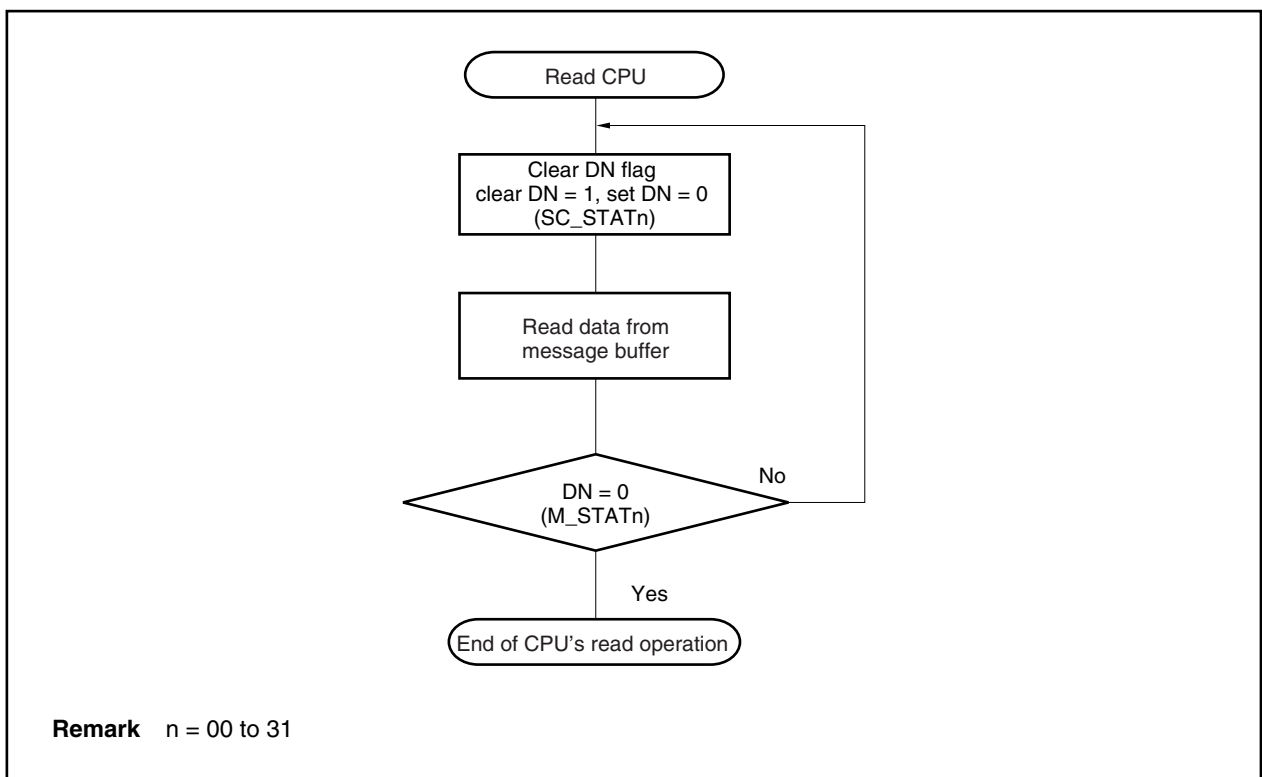 Read CPU
Clear DN flag
clear DN = 1, set DN = 0
(SC_STATn)
Read data from
message buffer
DN = 0
(M_STATn)
No
Yes
End of CPU's read operation
Remark n = 00 to 31